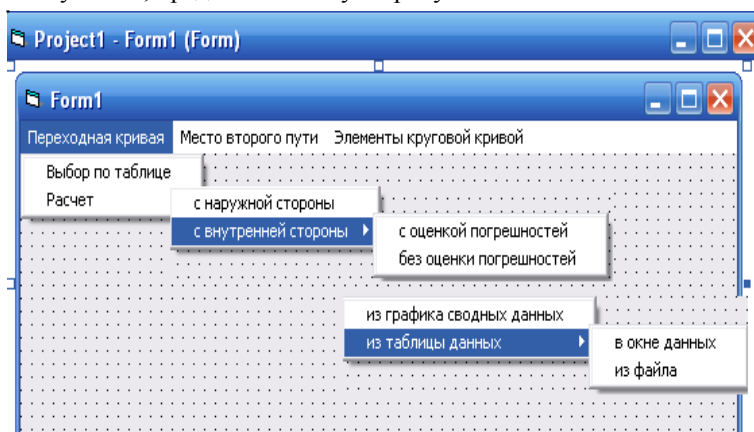 Project1 - Form1 (Form)
Form1
Переходная кривая Место второго пути Элементы круговой кривой
Выбор по таблице
Расчет
с наружной стороны
с внутренней стороны
с оценкой погрешностей
без оценки погрешностей
из графика сводных данных
из таблицы данных
в окне данных
из файла